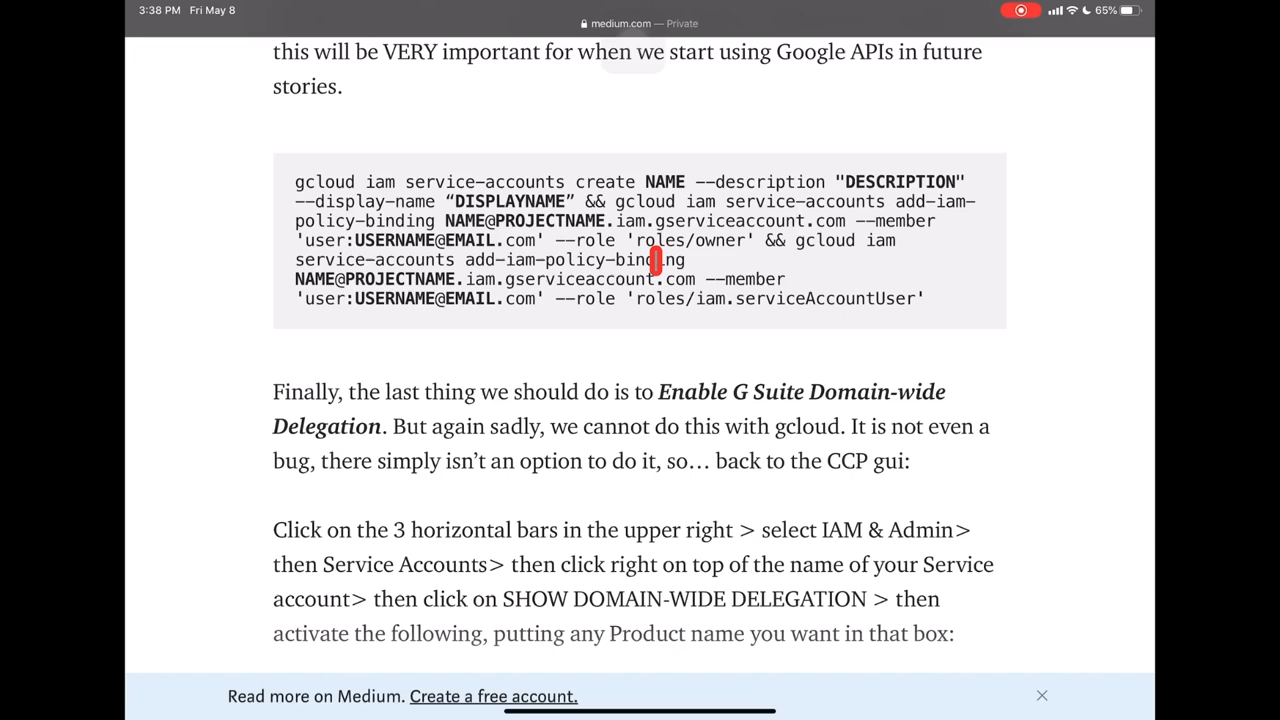 3:38 PM Fri May 8
65%
medium.com — Private
this will be VERY important for when we start using Google APIs in future
stories.
gcloud iam service-accounts create NAME --description "DESCRIPTION"
--display-name “DISPLAYNAME” && gcloud iam service-accounts add-iam-
policy-binding NAME@PROJECTNAME.iam.gserviceaccount.com --member
'user:USERNAME@EMAIL.com' --role 'roles/owner' && gcloud iam
service-accounts add-iam-policy-binding
NAME@PROJECTNAME.iam.gserviceaccount.com --member
'user:USERNAME@EMAIL.com' --role 'roles/iam.serviceAccountUser'
Finally, the last thing we should do is to Enable G Suite Domain-wide
Delegation. But again sadly, we cannot do this with gcloud. It is not even a
bug, there simply isn’t an option to do it, so… back to the CCP gui:
Click on the 3 horizontal bars in the upper right > select IAM & Admin>
then Service Accounts> then click right on top of the name of your Service
account> then click on SHOW DOMAIN-WIDE DELEGATION > then
activate the following, putting any Product name you want in that box:
Read more on Medium. Create a free account.